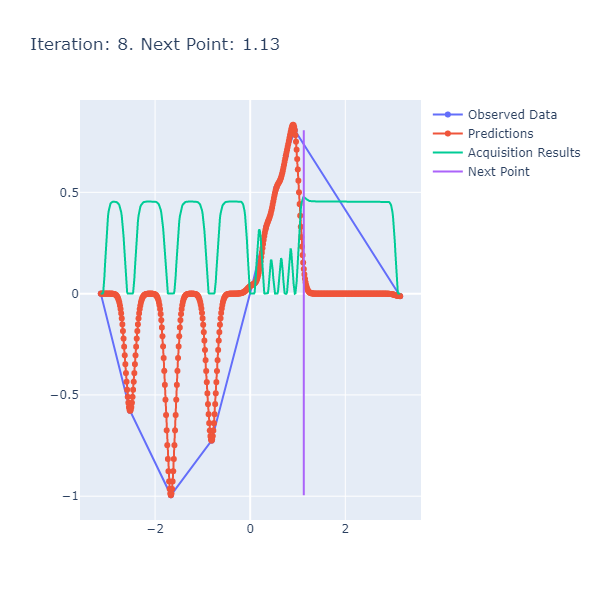 Iteration: 8. Next Point: 1.13
Observed Data
Predictions
Acquisition Results
Next Point
0.5
0
−0.5
−1
−2
0
2